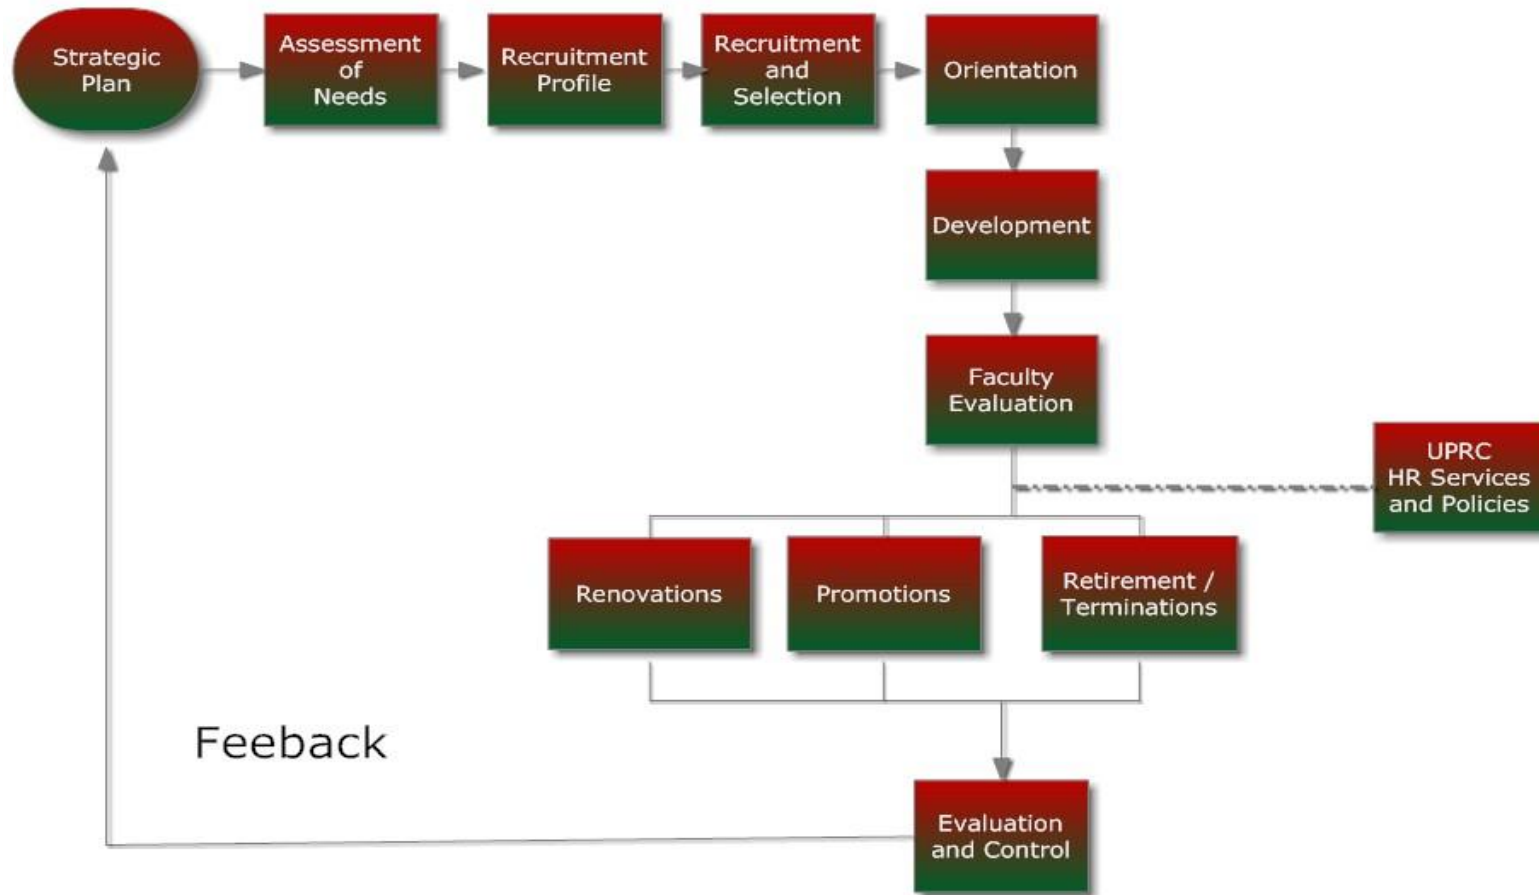 Strategic
Plan
Assessment
of
Needs
Recruitment
Profile
Recruitment
and
Selection
Orientation
Development
Faculty
Evaluation
UPRC
HR Services
and Policies
Renovations
Promotions
Retirement /
Terminations
Feeback
Evaluation
and Control